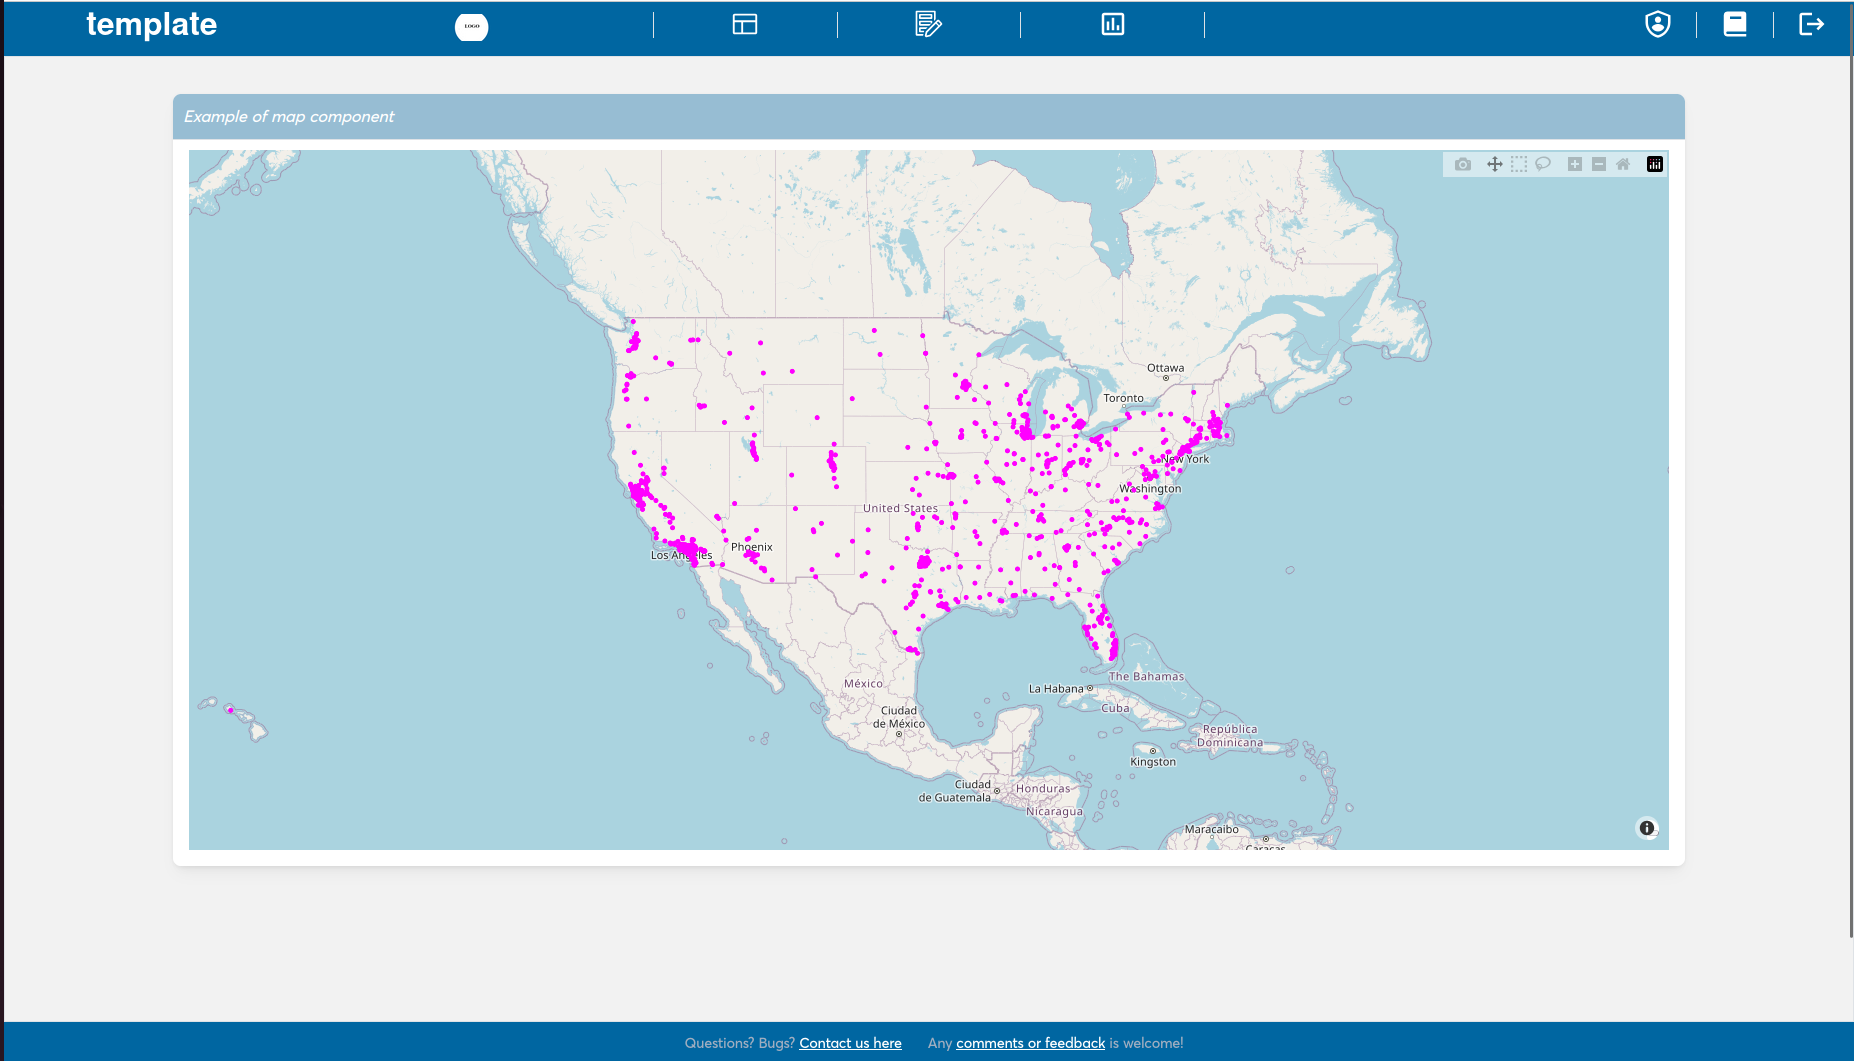 template
LOGO
Example of map component
Ottawa
Toronto
New York
Washington
United States
Phoenix
Los Angeles
The Bahamas
México
La Habana
Cuba
Ciudad
de México
República
Dominicana
Kingston
Ciudad
de Guatemala
Honduras
Nicaragua
Maracaibo
Caracas
Questions? Bugs? Contact us here Any comments or feedback is welcome!